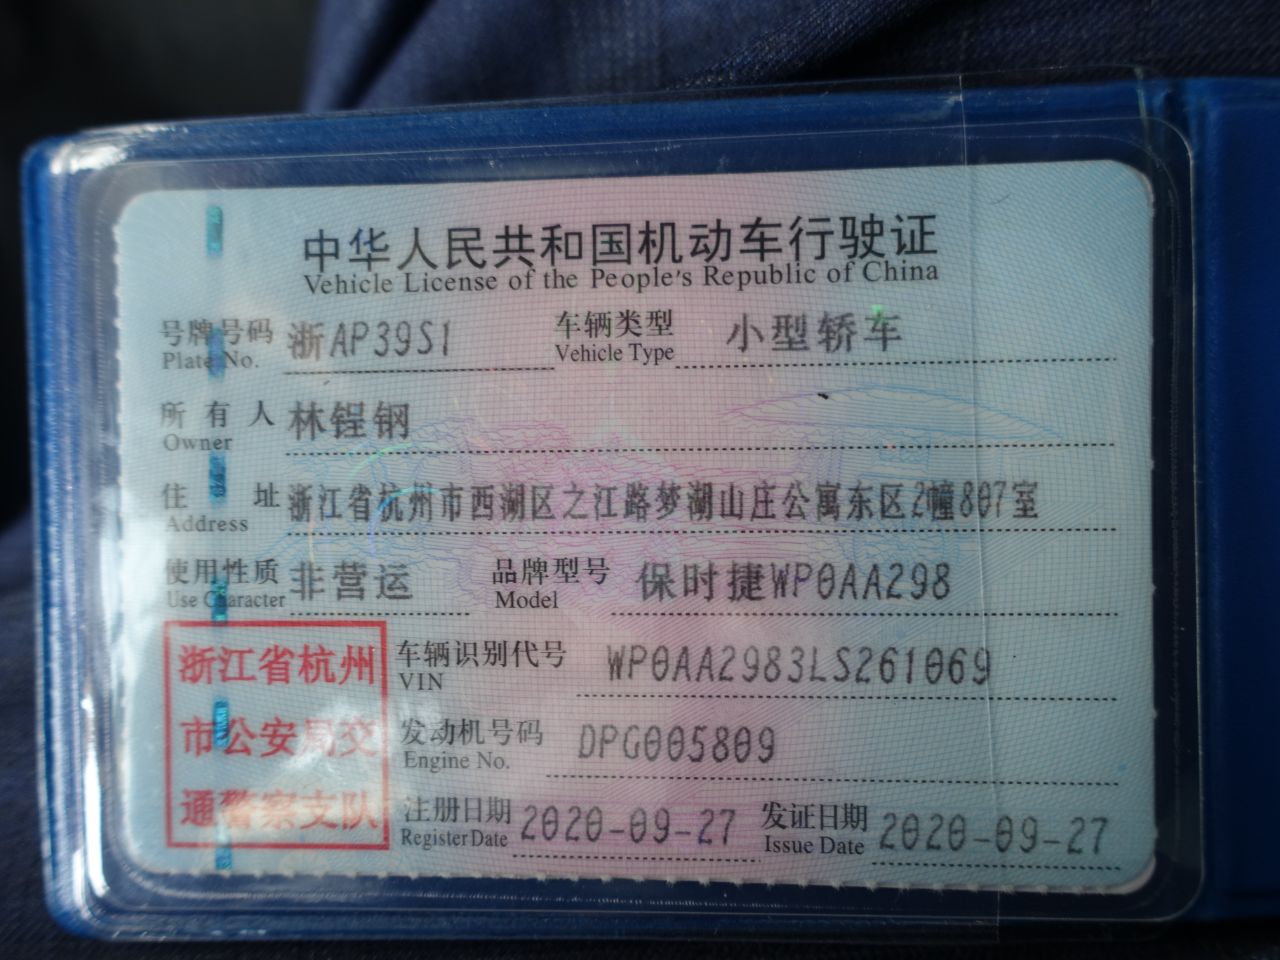 中华人民共和国机动车行驶证
Vehicle License of the People's Republic of China
号牌号码 浙AP39S1 车辆类型 小型轿车
Plate No. Vehicle Type
所有人 林锃钢
Owner
住址 浙江省杭州市西湖区之江路梦湖山庄公寓东区2幢807室
Address
使用性质 非营运 品牌型号 保时捷WP0AA298
Use Character Model
浙江省杭州
市公安局交
通警察支队
车辆识别代号 WP0AA2983LS261069
VIN
发动机号码 DPG005809
Engine No.
注册日期 2020-09-27 发证日期 2020-09-27
Register Date Issue Date